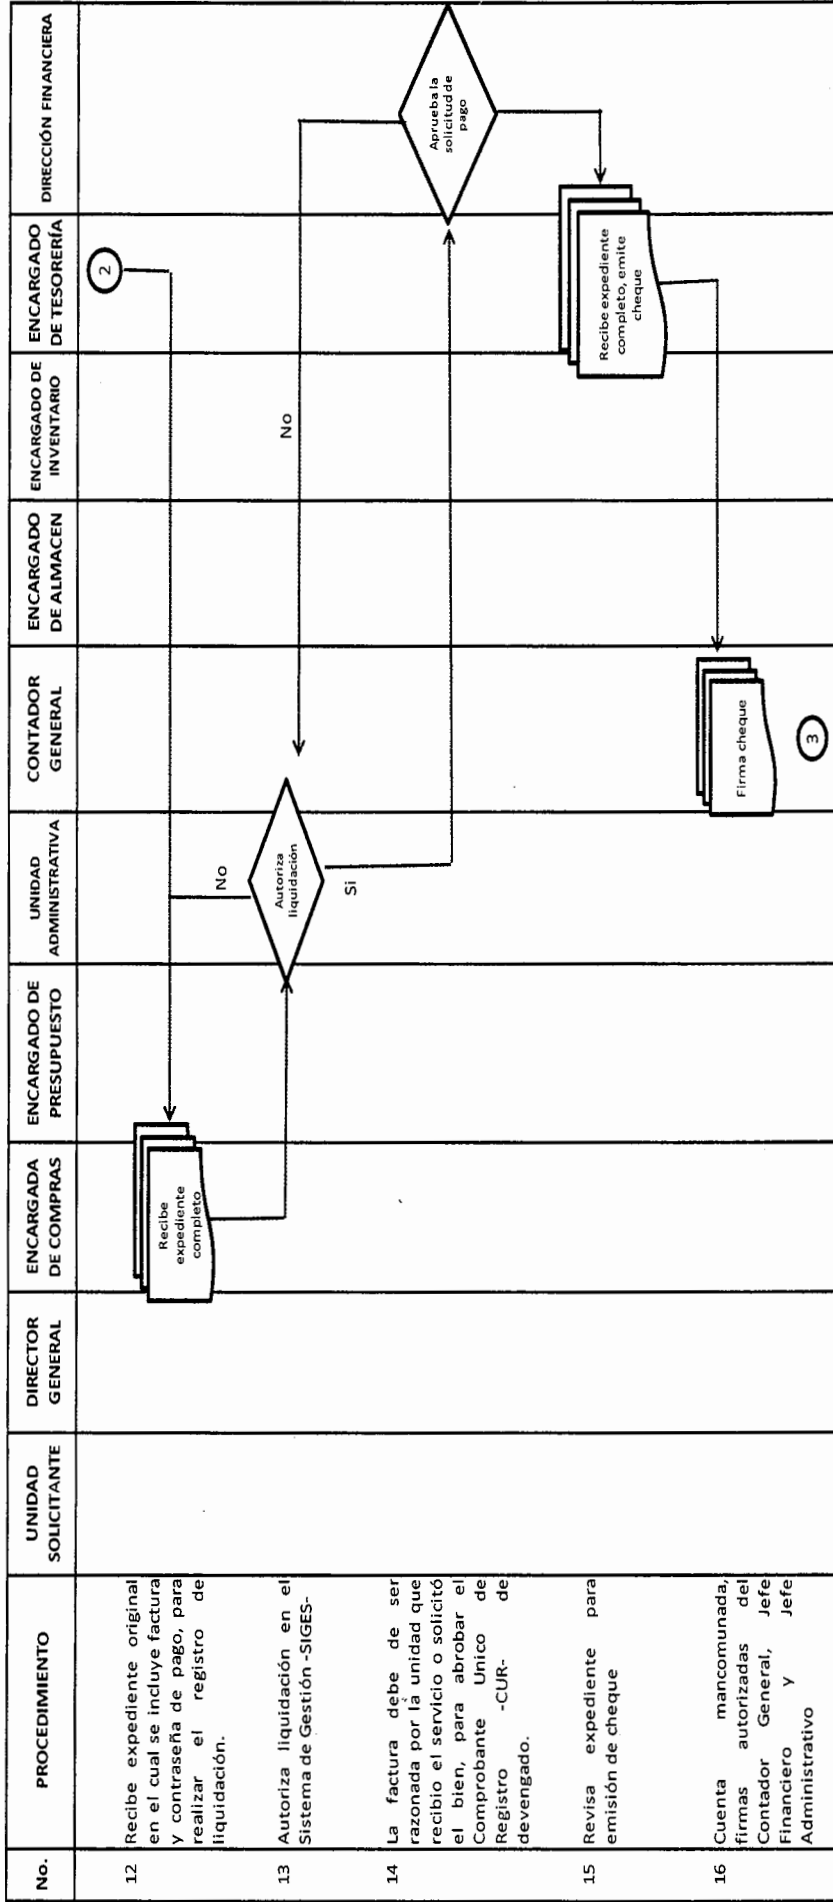 No.
PROCEDIMIENTO
UNIDAD
SOLICITANTE
DIRECTOR
GENERAL
ENCARGADA
DE COMPRAS
ENCARGADO DE
PRESUPUESTO
UNIDAD
ADMINISTRATIVA
CONTADOR
GENERAL
ENCARGADO
DE ALMACEN
ENCARGADO DE
INVENTARIO
ENCARGADO
DE TESORERÍA
DIRECCIÓN FINANCIERA
12
Recibe expediente original
en el cual se incluye factura
y contraseña de pago, para
realizar el registro de
liquidación.
Recibe
expediente
completo
No
2
13
Autoriza liquidación en el
Sistema de Gestión -SIGES-
Autoriza
liquidación
No
Si
14
La factura debe de ser
razonada por la unidad que
recibio el servicio o solicitó
el bien, para aprobar el
Comprobante Unico de
Registro -CUR- de
devengado.
Aprueba la
solicitud de
pago
15
Revisa expediente para
emisión de cheque
Recibe expediente
completo, emite
cheque
16
Cuenta mancomunada,
firmas autorizadas del
Contador General, Jefe
Financiero y Jefe
Administrativo
Firma cheque
3